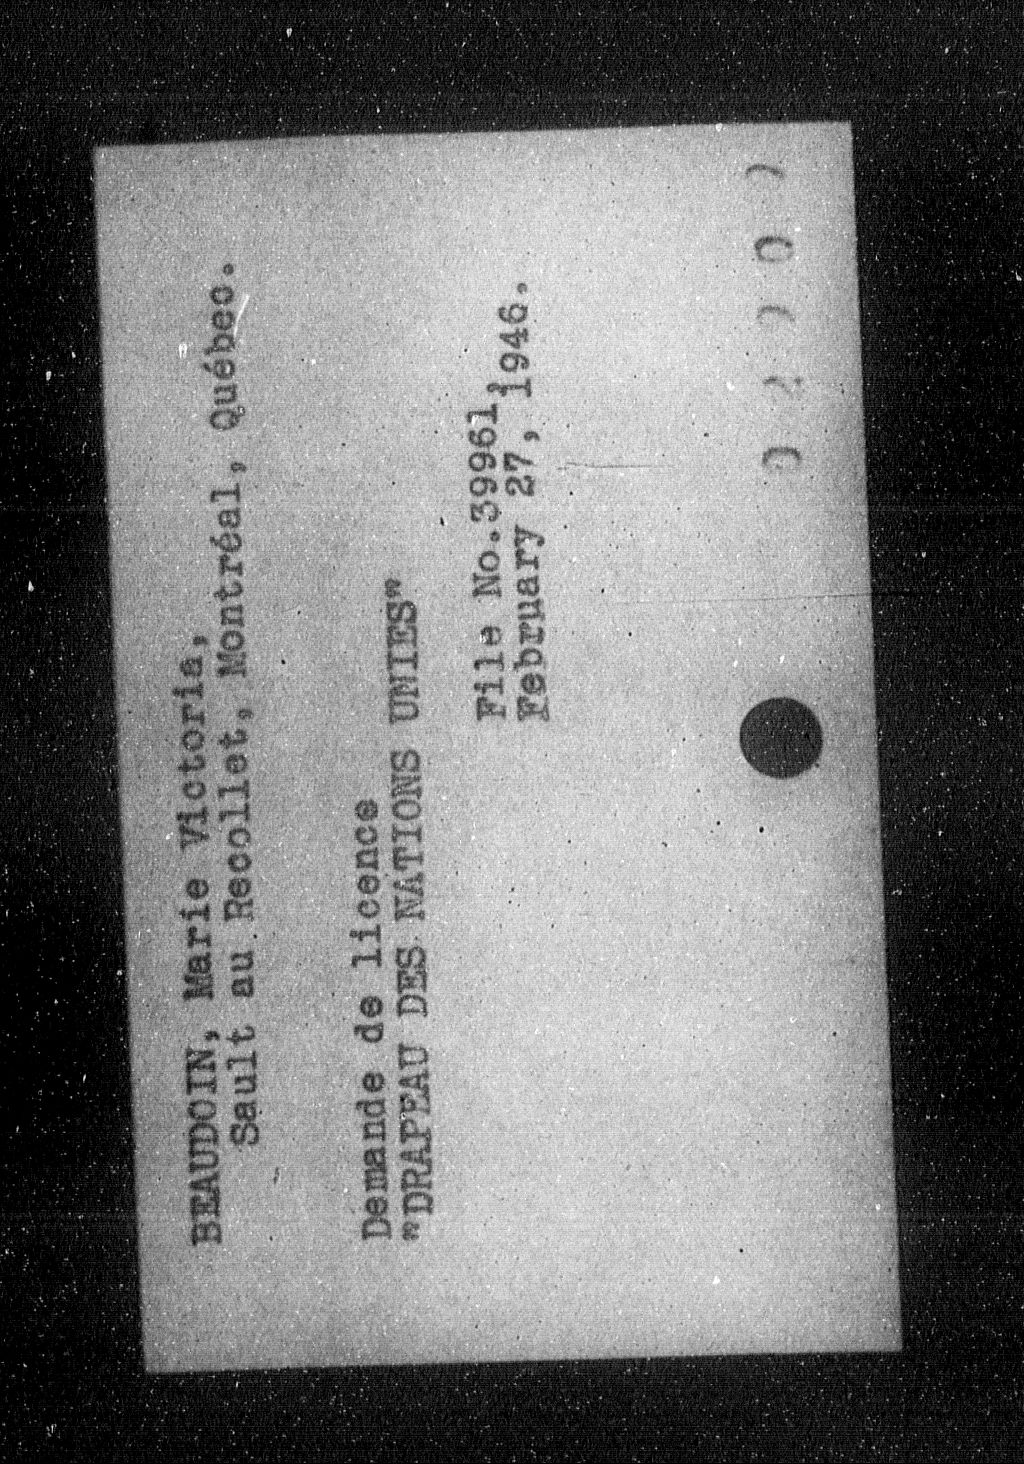 BEAUDOIN, Marie Victoria,
Sault au Recollet, Montréal, Québec.
Demande de licence
"DRAPEAU DES NATIONS UNIES"
File No.39961,
February 27, 1946.